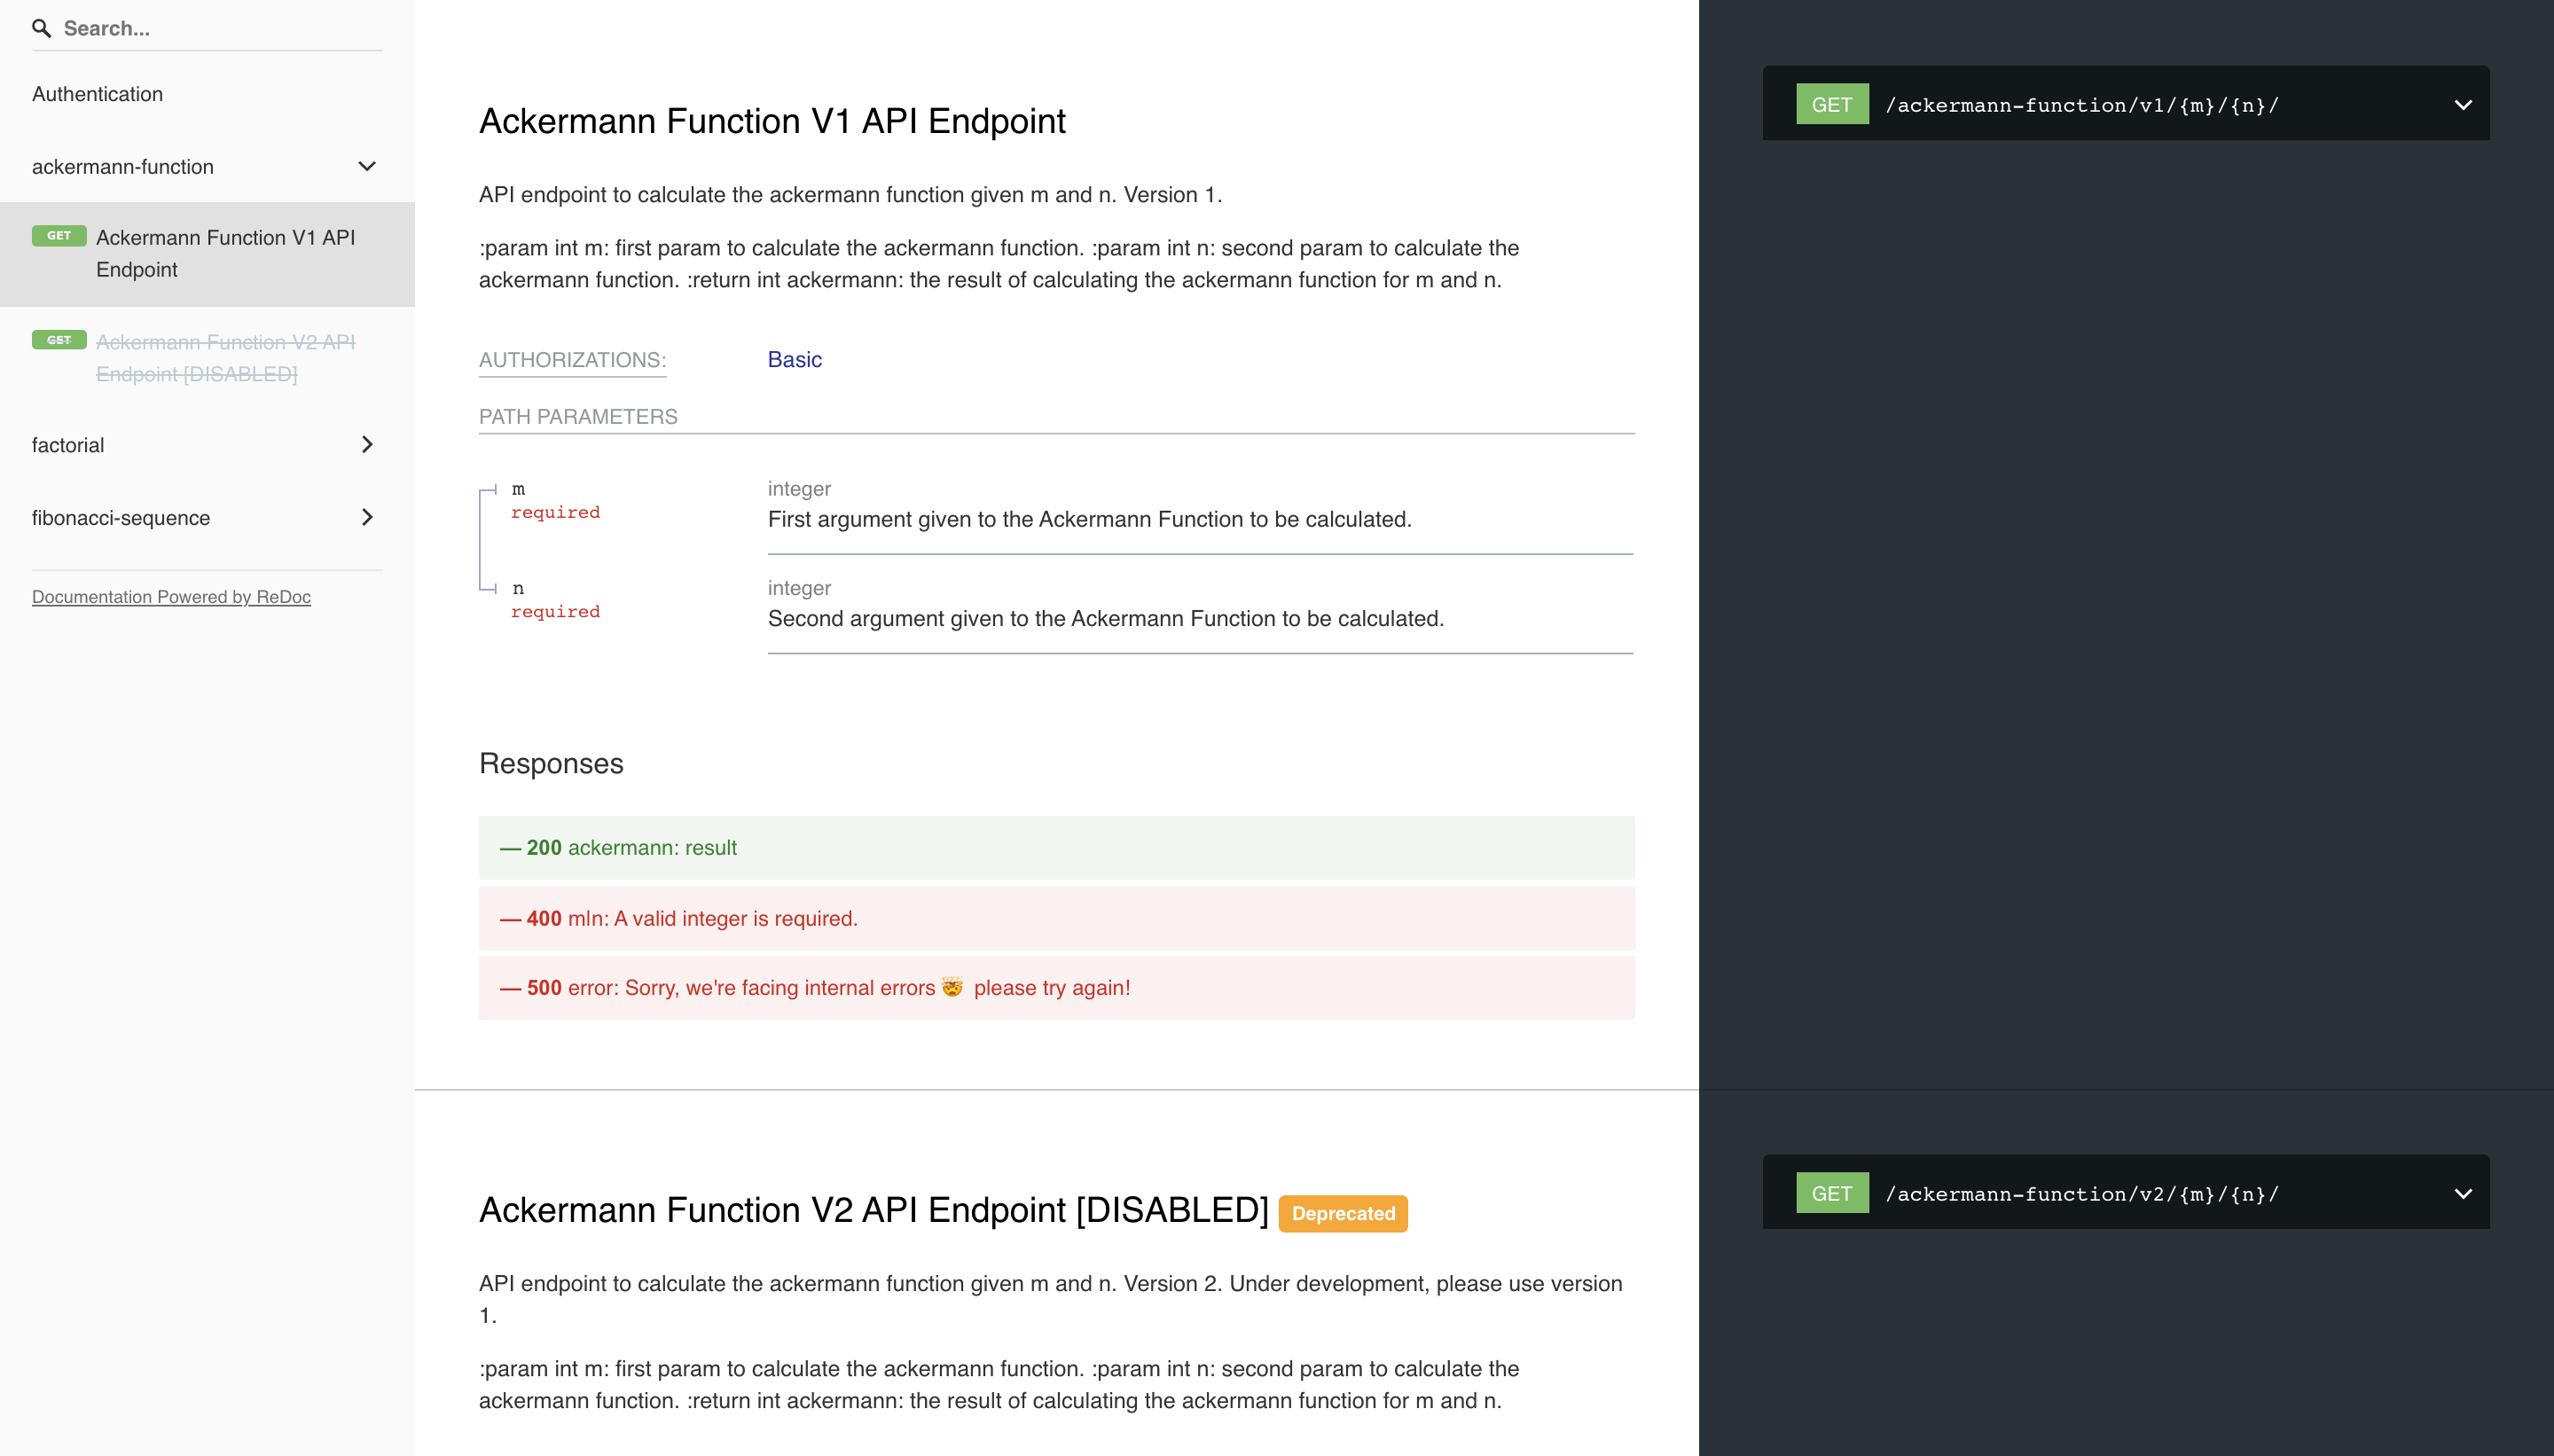 Search...
Authentication
ackermann-function
GET Ackermann Function V1 API
Endpoint
GET Ackermann Function V2 API
Endpoint [DISABLED]
factorial
fibonacci-sequence
Documentation Powered by ReDoc
Ackermann Function V1 API Endpoint
API endpoint to calculate the ackermann function given m and n. Version 1.
:param int m: first param to calculate the ackermann function. :param int n: second param to calculate the
ackermann function. :return int ackermann: the result of calculating the ackermann function for m and n.
AUTHORIZATIONS: Basic
PATH PARAMETERS
m integer
required First argument given to the Ackermann Function to be calculated.
n integer
required Second argument given to the Ackermann Function to be calculated.
Responses
— 200 ackermann: result
— 400 m|n: A valid integer is required.
— 500 error: Sorry, we're facing internal errors 🤯 please try again!
GET /ackermann-function/v1/{m}/{n}/
Ackermann Function V2 API Endpoint [DISABLED] Deprecated
API endpoint to calculate the ackermann function given m and n. Version 2. Under development, please use version
1.
:param int m: first param to calculate the ackermann function. :param int n: second param to calculate the
ackermann function. :return int ackermann: the result of calculating the ackermann function for m and n.
GET /ackermann-function/v2/{m}/{n}/